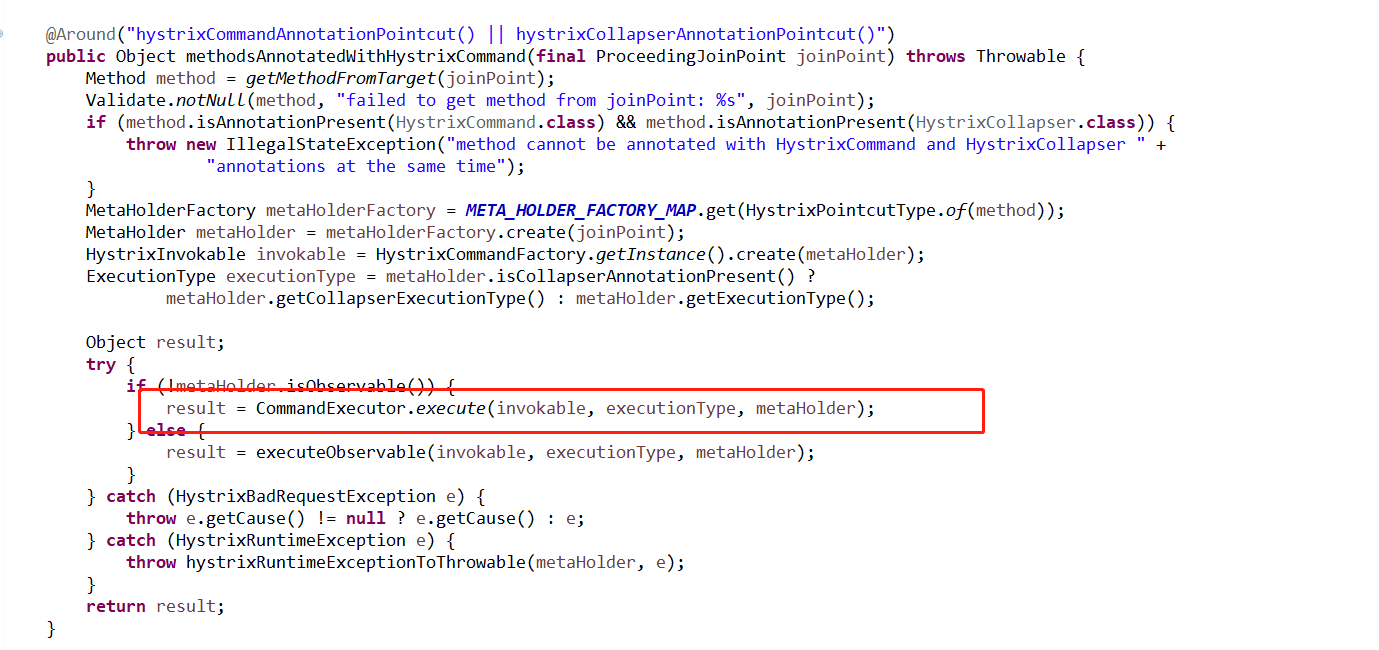 @Around("hystrixCommandAnnotationPointcut() || hystrixCollapserAnnotationPointcut()")
public Object methodsAnnotatedWithHystrixCommand(final ProceedingJoinPoint joinPoint) throws Throwable {
    Method method = getMethodFromTarget(joinPoint);
    Validate.notNull(method, "failed to get method from joinPoint: %s", joinPoint);
    if (method.isAnnotationPresent(HystrixCommand.class) && method.isAnnotationPresent(HystrixCollapser.class)) {
        throw new IllegalStateException("method cannot be annotated with HystrixCommand and HystrixCollapser " +
                "annotations at the same time");
    }
    MetaHolderFactory metaHolderFactory = META_HOLDER_FACTORY_MAP.get(HystrixPointcutType.of(method));
    MetaHolder metaHolder = metaHolderFactory.create(joinPoint);
    HystrixInvokable invokable = HystrixCommandFactory.getInstance().create(metaHolder);
    ExecutionType executionType = metaHolder.isCollapserAnnotationPresent() ?
            metaHolder.getCollapserExecutionType() : metaHolder.getExecutionType();

    Object result;
    try {
        if (!metaHolder.isObservable()) {
            result = CommandExecutor.execute(invokable, executionType, metaHolder);
        } else {
            result = executeObservable(invokable, executionType, metaHolder);
        }
    } catch (HystrixBadRequestException e) {
        throw e.getCause() != null ? e.getCause() : e;
    } catch (HystrixRuntimeException e) {
        throw hystrixRuntimeExceptionToThrowable(metaHolder, e);
    }
    return result;
}